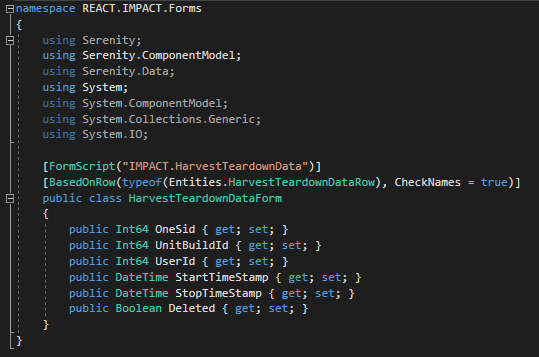 namespace REACT.IMPACT.Forms
{
    using Serenity;
    using Serenity.ComponentModel;
    using Serenity.Data;
    using System;
    using System.ComponentModel;
    using System.Collections.Generic;
    using System.IO;

    [FormScript("IMPACT.HarvestTeardownData")]
    [BasedOnRow(typeof(Entities.HarvestTeardownDataRow), CheckNames = true)]
    public class HarvestTeardownDataForm
    {
        public Int64 OneSid { get; set; }
        public Int64 UnitBuildId { get; set; }
        public Int64 UserId { get; set; }
        public DateTime StartTimeStamp { get; set; }
        public DateTime StopTimeStamp { get; set; }
        public Boolean Deleted { get; set; }
    }
}